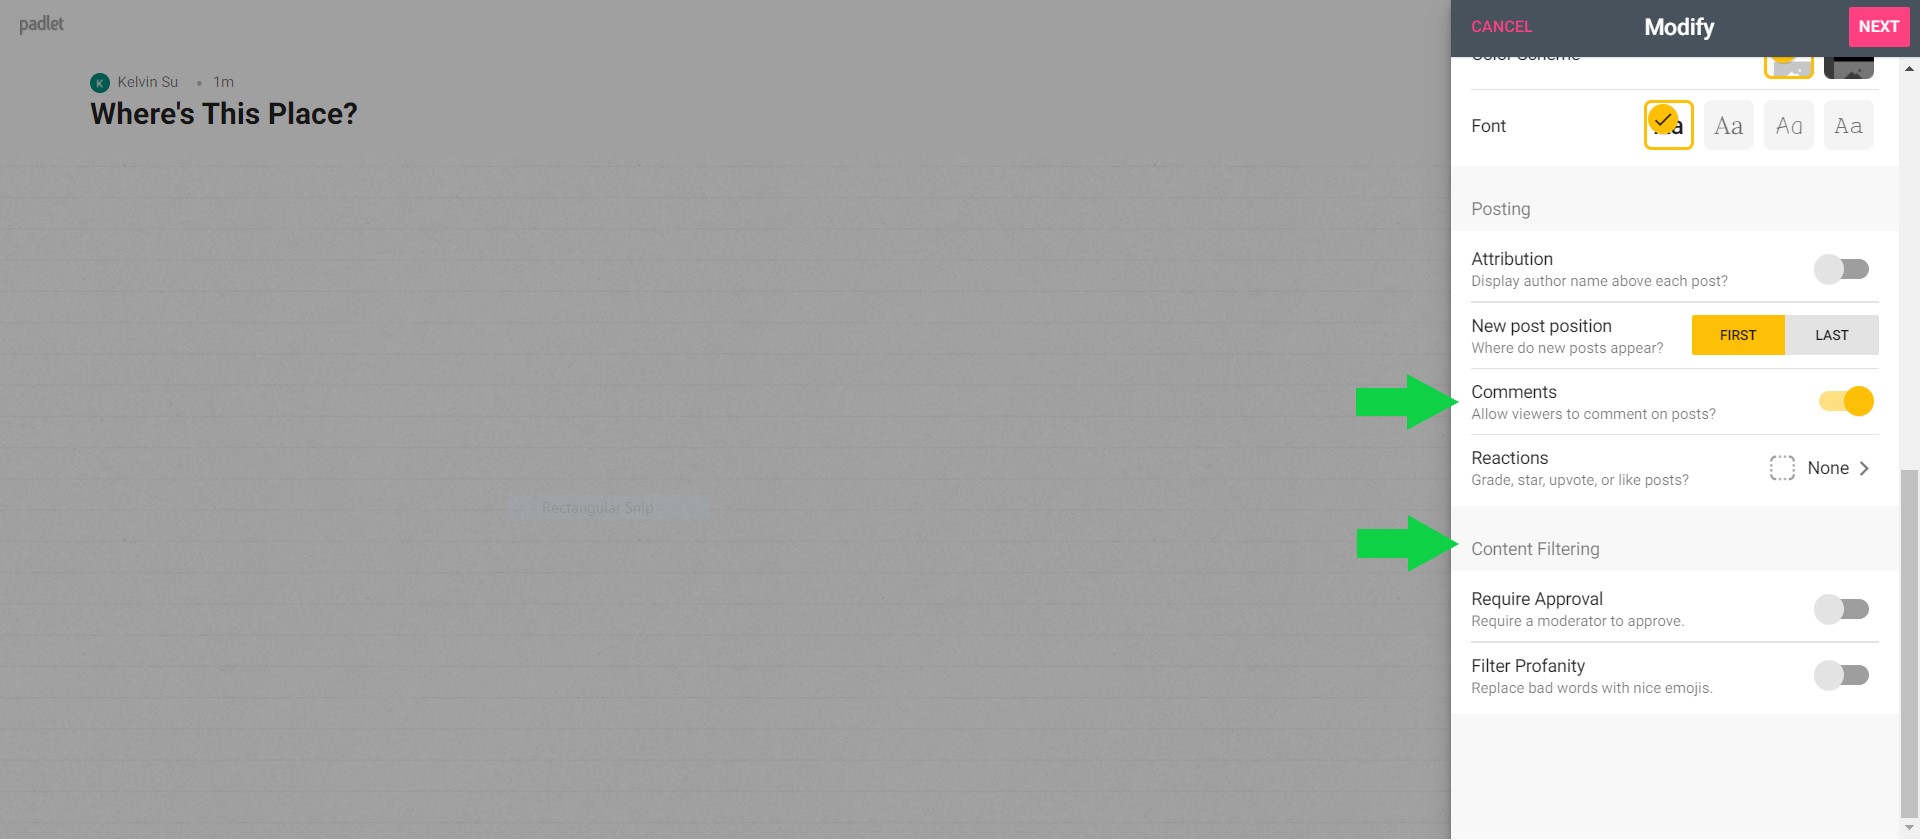 padlet
K Kelvin Su • 1m
Where's This Place?
Rectangular Snip
CANCEL Modify NEXT
Color Scheme
Font Aa Aa Aa
Posting
Attribution
Display author name above each post?
New post position FIRST LAST
Where do new posts appear?
Comments
Allow viewers to comment on posts?
Reactions None
Grade, star, upvote, or like posts?
Content Filtering
Require Approval
Require a moderator to approve.
Filter Profanity
Replace bad words with nice emojis.